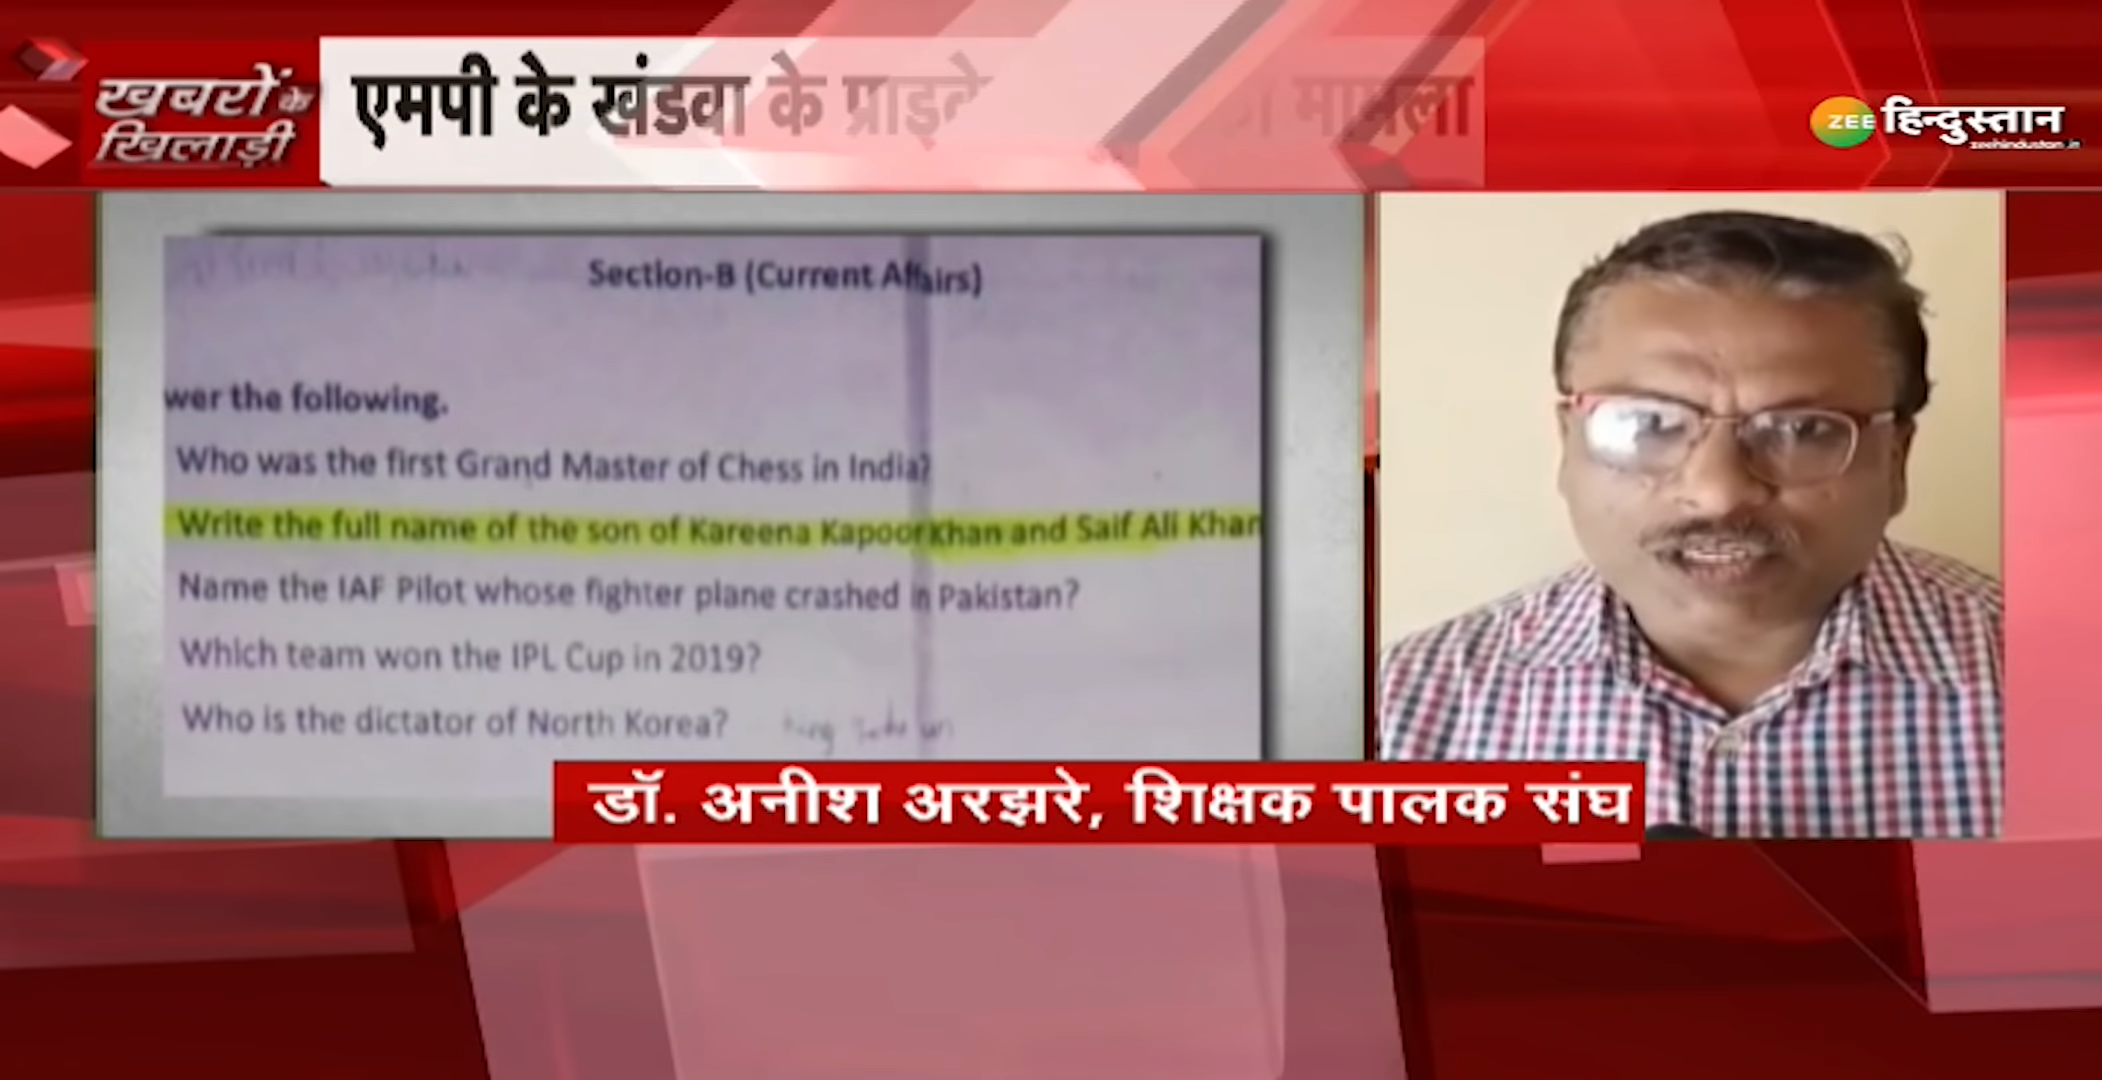 खबरों के
खिलाड़ी
एमपी के खंडवा के मामला
ZEE हिन्दुस्तान
zeehindustan.in
Section-B (Current Affairs)
wer the following.
Who was the first Grand Master of Chess in India?
Write the full name of the son of Kareena Kapoor Khan and Saif Ali Khan
Name the IAF Pilot whose fighter plane crashed in Pakistan?
Which team won the IPL Cup in 2019?
Who is the dictator of North Korea?
डॉ. अनीश अरझरे, शिक्षक पालक संघ